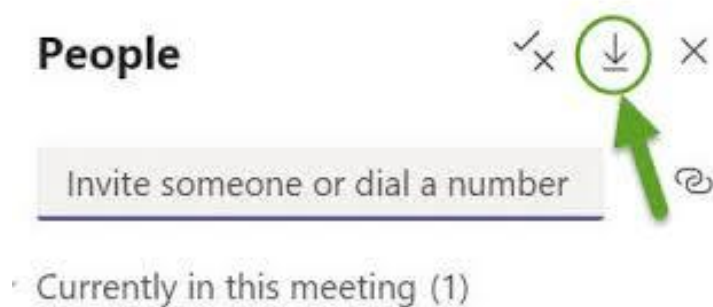 People
Invite someone or dial a number
Currently in this meeting (1)